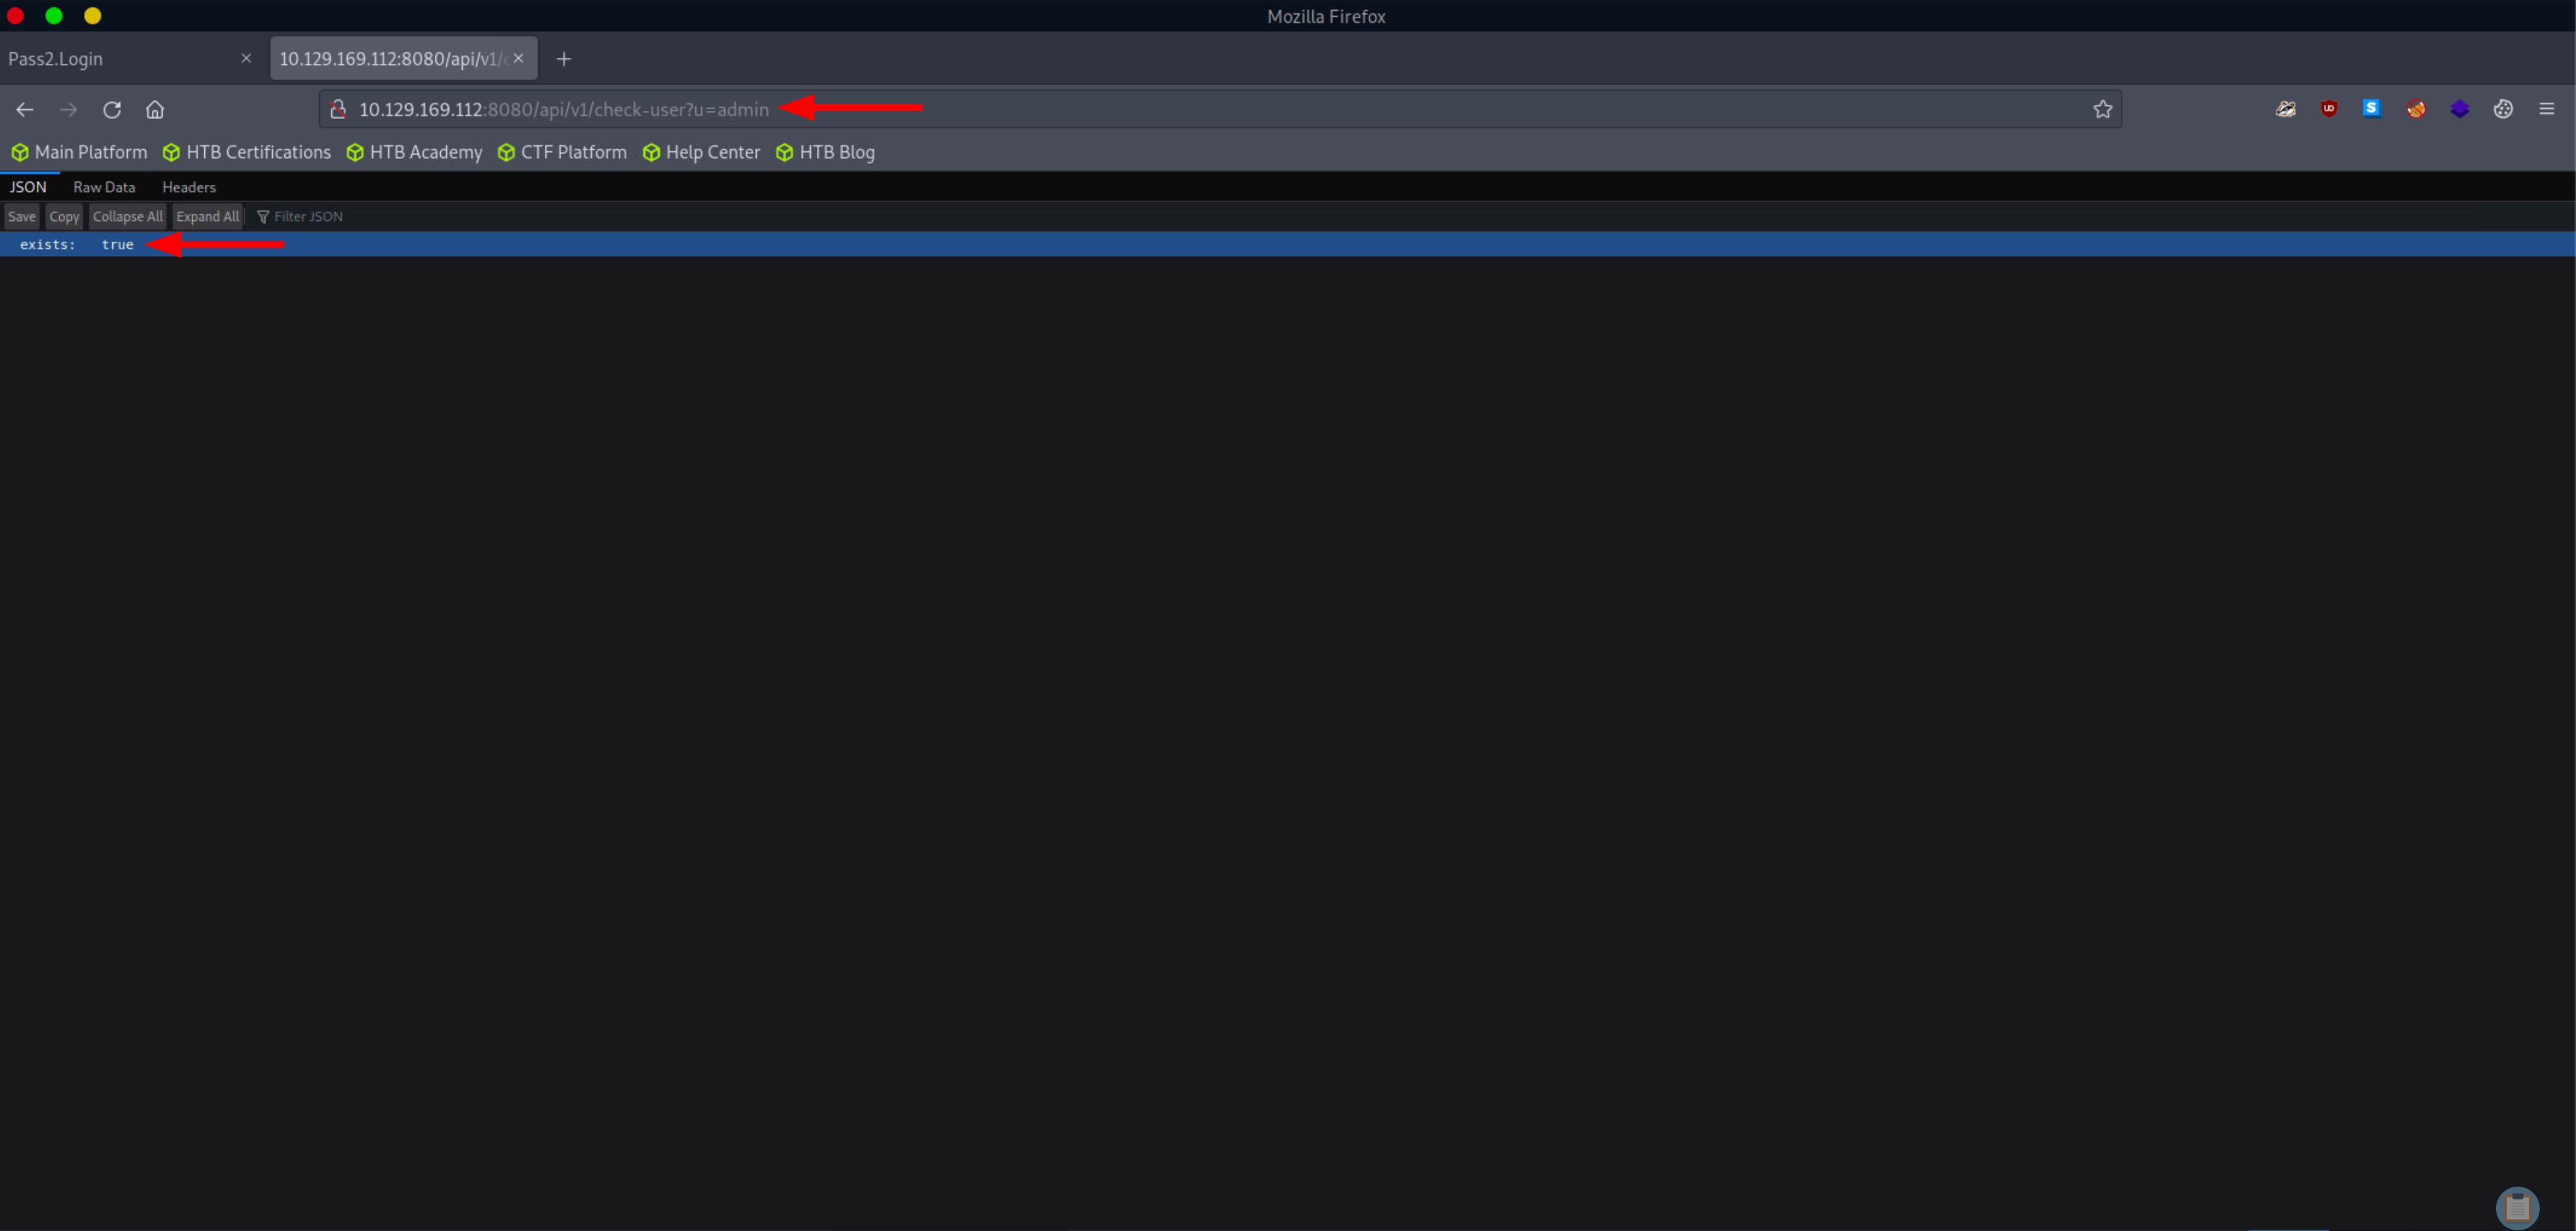 Mozilla Firefox
Pass2.Login
10.129.169.112:8080/api/v1/
10.129.169.112:8080/api/v1/check-user?u=admin
Main Platform HTB Certifications HTB Academy CTF Platform Help Center HTB Blog
JSON Raw Data Headers
Save Copy Collapse All Expand All Filter JSON
exists: true